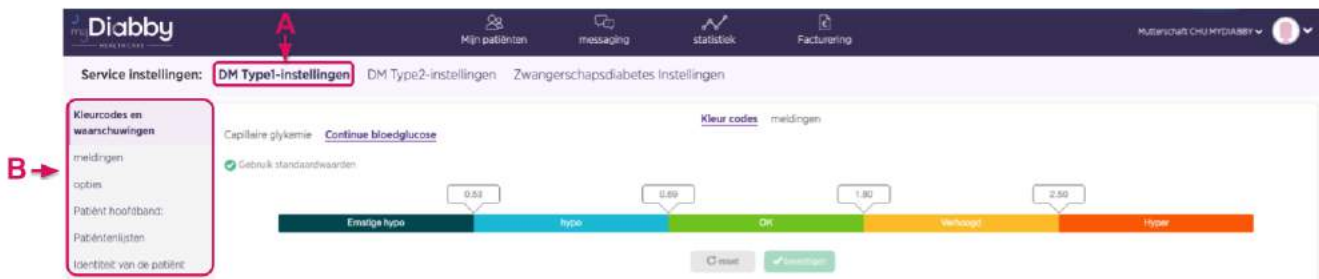 myDiabby
HEALTHCARE
A
Mijn patiënten
messaging
statistiek
Facturering
Mutterschaft CHU MYDIABBY
Service instellingen: DM Type1-instellingen DM Type2-instellingen Zwangerschapsdiabetes Instellingen
B
Kleurcodes en
waarschuwingen
meldingen
opties
Patiënt hoofdband:
Patiëntenlijsten
Identiteit van de patiënt
Kleur codes meldingen
Capillaire glykemie Continue bloedglucose
Gebruik standaardwaarden
0.53 0.69 1.80 2.50
Ernstige hypo hypo OK Verhoogd Hyper
reset